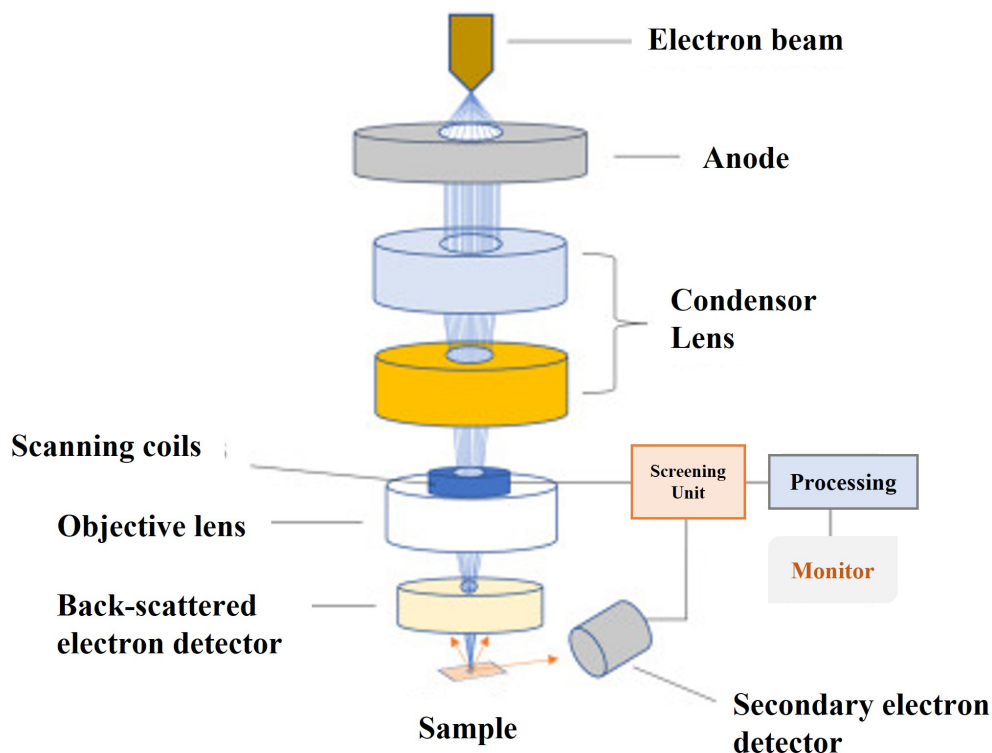 Electron beam
Anode
Condensor
Lens
Scanning coils
Screening
Unit
Processing
Objective lens
Monitor
Back-scattered
electron detector
Secondary electron
detector
Sample